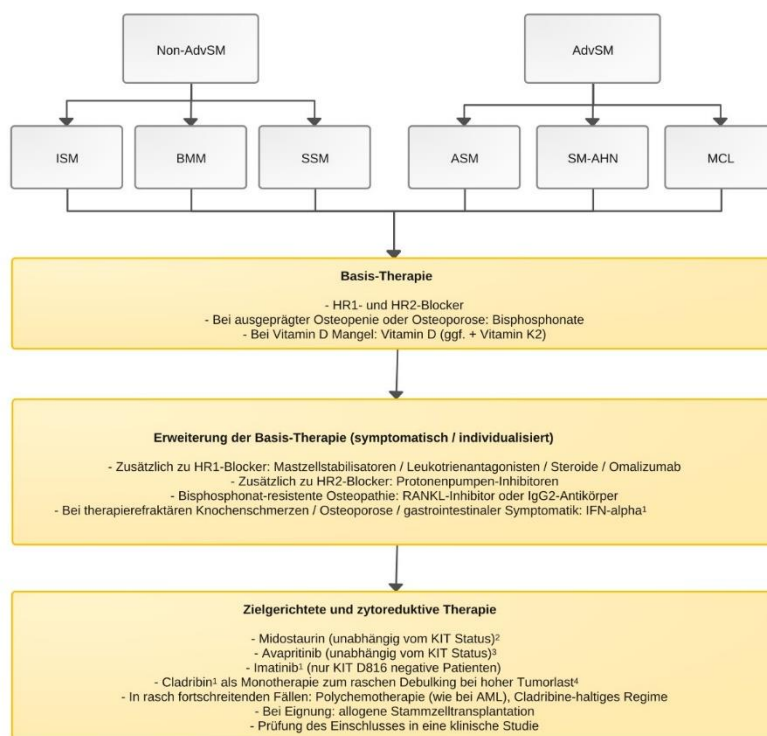 Non-AdvSM
AdvSM
ISM
BMM
SSM
ASM
SM-AHN
MCL
Basis-Therapie
- HR1- und HR2-Blocker
- Bei ausgeprägter Osteopenie oder Osteoporose: Bisphosphonate
- Bei Vitamin D Mangel: Vitamin D (ggf. + Vitamin K2)
Erweiterung der Basis-Therapie (symptomatisch / individualisiert)
- Zusätzlich zu HR1-Blocker: Mastzellstabilisatoren / Leukotrienantagonisten / Steroide / Omalizumab
- Zusätzlich zu HR2-Blocker: Protonenpumpen-Inhibitoren
- Bisphosphonat-resistente Osteopathie: RANKL-Inhibitor oder IgG2-Antikörper
- Bei therapierefraktären Knochenschmerzen / Osteoporose / gastrointestinaler Symptomatik: IFN-alpha¹
Zielgerichtete und zytoreduktive Therapie
- Midostaurin (unabhängig vom KIT Status)²
- Avapritinib (unabhängig vom KIT Status)³
- Imatinib¹ (nur KIT D816 negative Patienten)
- Cladribin¹ als Monotherapie zum raschen Debulking bei hoher Tumorlast⁴
- In rasch fortschreitenden Fällen: Polychemotherapie (wie bei AML), Cladribine-haltiges Regime
- Bei Eignung: allogene Stammzelltransplantation
- Prüfung des Einschlusses in eine klinische Studie